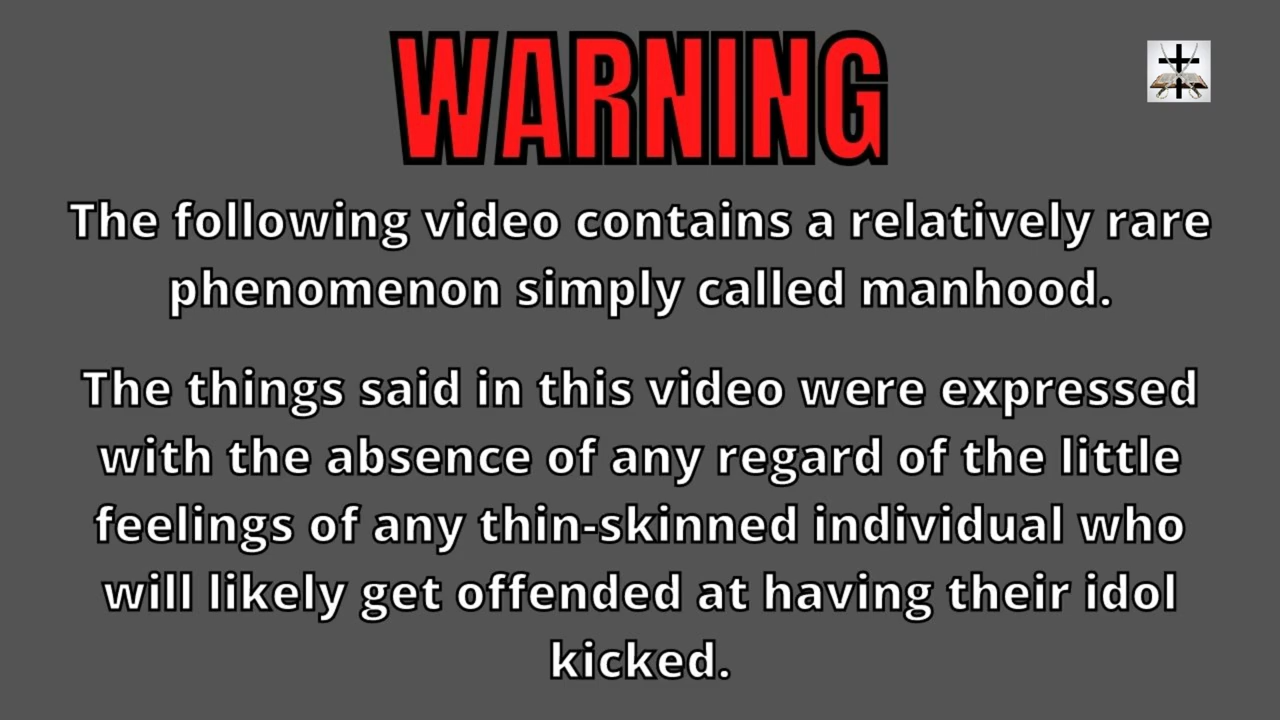 WARNING
The following video contains a relatively rare
phenomenon simply called manhood.
The things said in this video were expressed
with the absence of any regard of the little
feelings of any thin-skinned individual who
will likely get offended at having their idol
kicked.